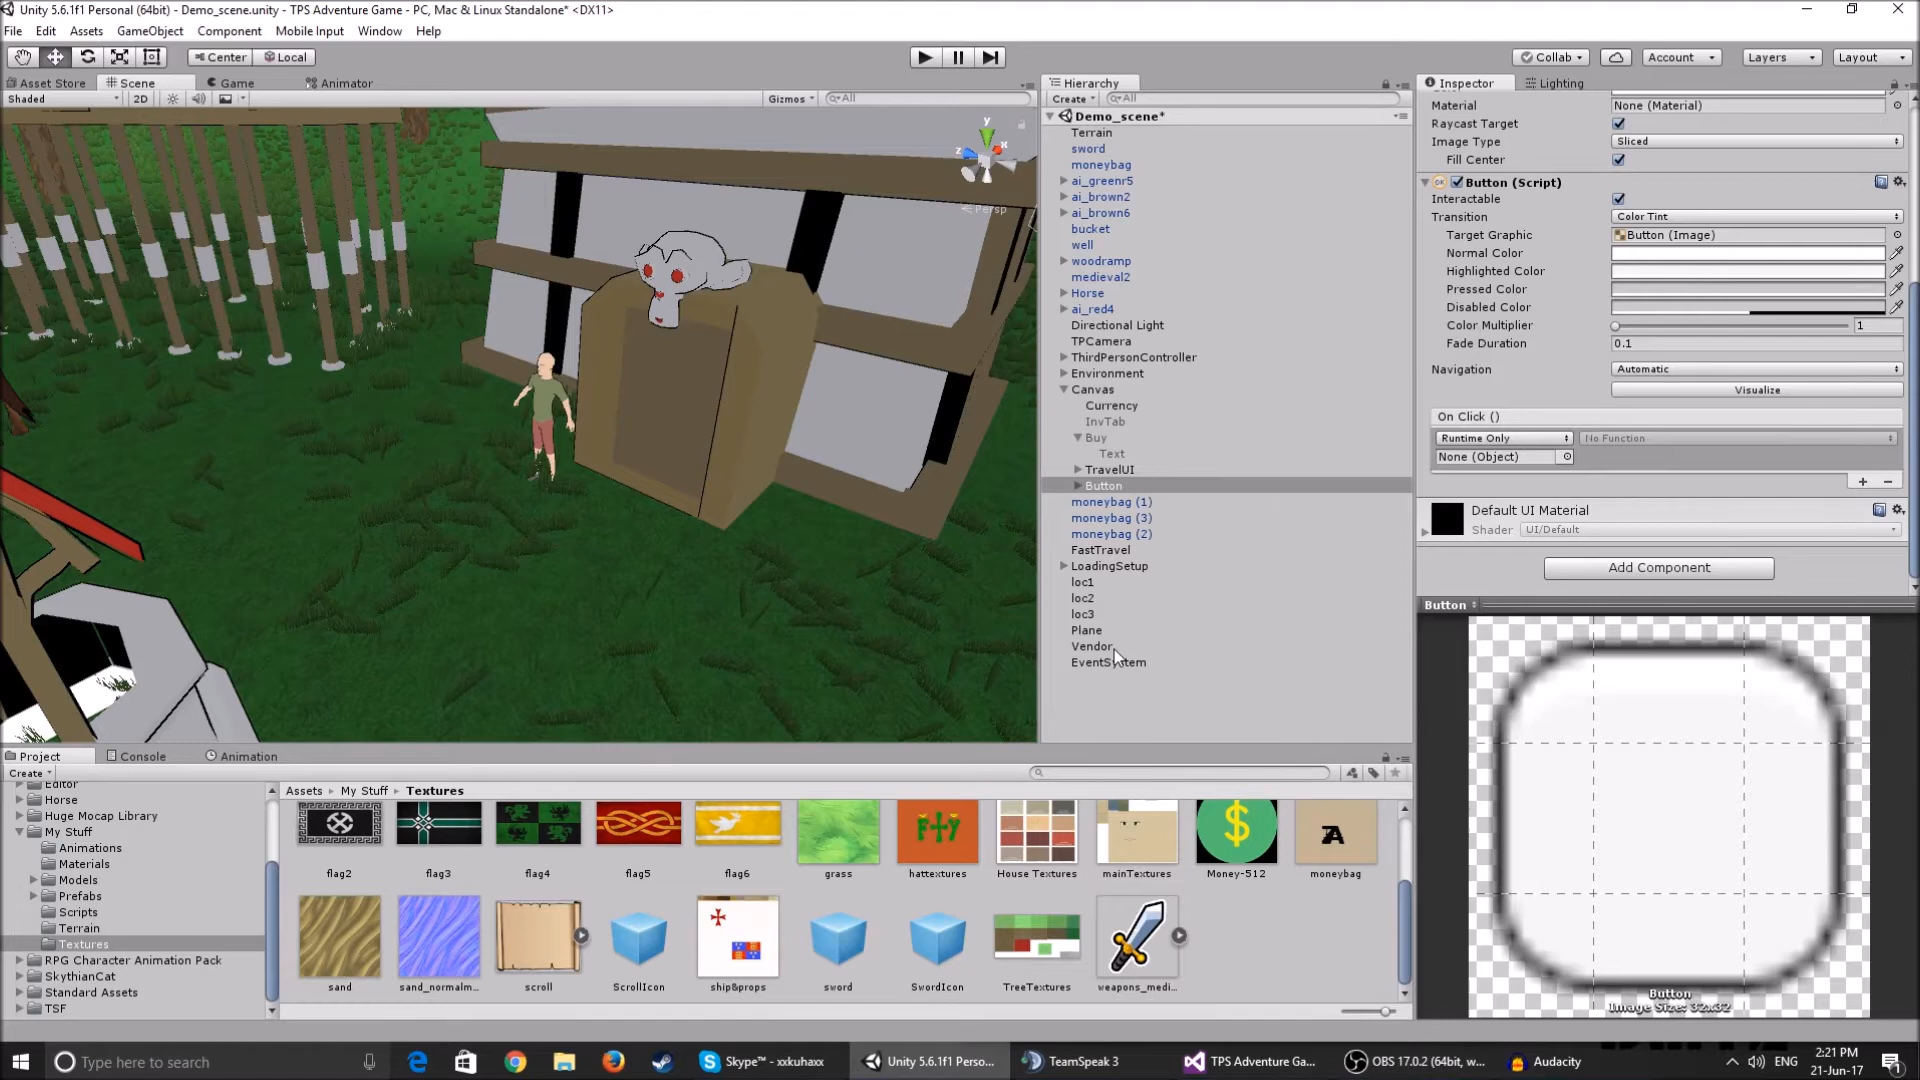 Unity 5.6.1f1 Personal (64bit) - Demo_scene.unity - TPS Adventure Game - PC, Mac & Linux Standalone* <DX11>
File Edit Assets GameObject Component Mobile Input Window Help
Center Local Collab Account Layers Layout
Asset Store Scene Game Animator
Shaded 2D Gizmos All
y
z x
Persp
Hierarchy
Create All
Demo_scene*
Terrain
sword
moneybag
ai_greenr5
ai_brown2
ai_brown6
bucket
well
woodramp
medieval2
Horse
ai_red4
Directional Light
TPCamera
ThirdPersonController
Environment
Canvas
Currency
InvTab
Buy
Text
TravelUI
Button
moneybag (1)
moneybag (3)
moneybag (2)
FastTravel
LoadingSetup
loc1
loc2
loc3
Plane
Vendor
EventSystem
Inspector Lighting
Material None (Material)
Raycast Target
Image Type Sliced
Fill Center
Button (Script)
Interactable
Transition Color Tint
Target Graphic Button (Image)
Normal Color
Highlighted Color
Pressed Color
Disabled Color
Color Multiplier 1
Fade Duration 0.1
Navigation Automatic
Visualize
On Click ()
Runtime Only No Function
None (Object)
Default UI Material
Shader UI/Default
Add Component
Button
Button
Image Size: 32x32
Project Console Animation
Create
Editor
Horse
Huge Mocap Library
My Stuff
Animations
Materials
Models
Prefabs
Scripts
Terrain
Textures
RPG Character Animation Pack
SkythianCat
Standard Assets
TSF
Assets My Stuff Textures
flag2 flag3 flag4 flag5 flag6 grass hattextures House Textures mainTextures Money-512 moneybag
sand sand_normalm... scroll ScrollIcon ship&props sword SwordIcon TreeTextures weapons_medi...
Type here to search
Skype™ - xxkuhaxx
Unity 5.6.1f1 Perso...
TeamSpeak 3
TPS Adventure Ga...
OBS 17.0.2 (64bit, w...
Audacity
ENG
2:21 PM
21-Jun-17